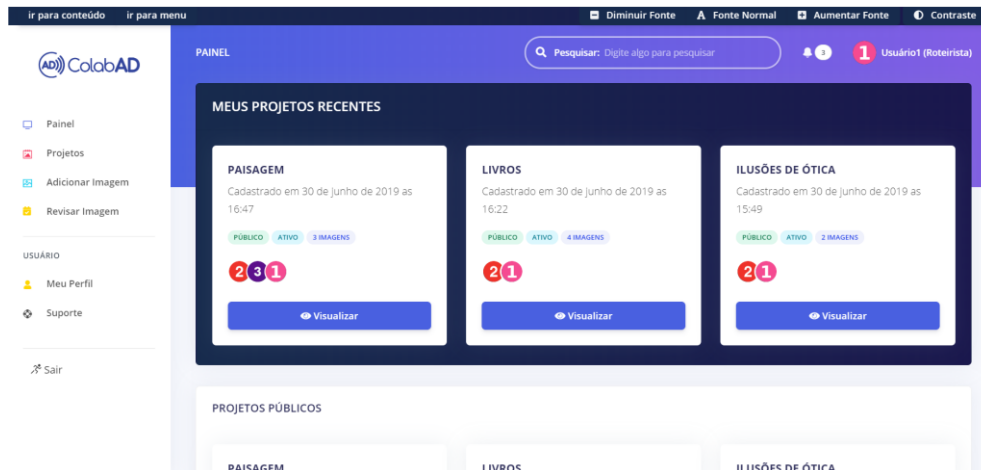 ir para conteúdo ir para menu
Diminuir Fonte A Fonte Normal Aumentar Fonte Contraste
AD))) ColabAD
PAINEL
Pesquisar: Digite algo para pesquisar
3
1 Usuário1 (Roteirista)
Painel
Projetos
Adicionar Imagem
Revisar Imagem
USUÁRIO
Meu Perfil
Suporte
Sair
MEUS PROJETOS RECENTES
PAISAGEM
Cadastrado em 30 de junho de 2019 as
16:47
PÚBLICO ATIVO 3 IMAGENS
2 3 1
Visualizar
LIVROS
Cadastrado em 30 de junho de 2019 as
16:22
PÚBLICO ATIVO 4 IMAGENS
2 1
Visualizar
ILUSÕES DE ÓTICA
Cadastrado em 30 de junho de 2019 as
15:49
PÚBLICO ATIVO 2 IMAGENS
2 1
Visualizar
PROJETOS PÚBLICOS
PAISAGEM
LIVROS
ILUSÕES DE ÓTICA